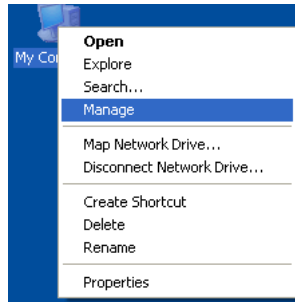 My Co
Open
Explore
Search...
Manage
Map Network Drive...
Disconnect Network Drive...
Create Shortcut
Delete
Rename
Properties